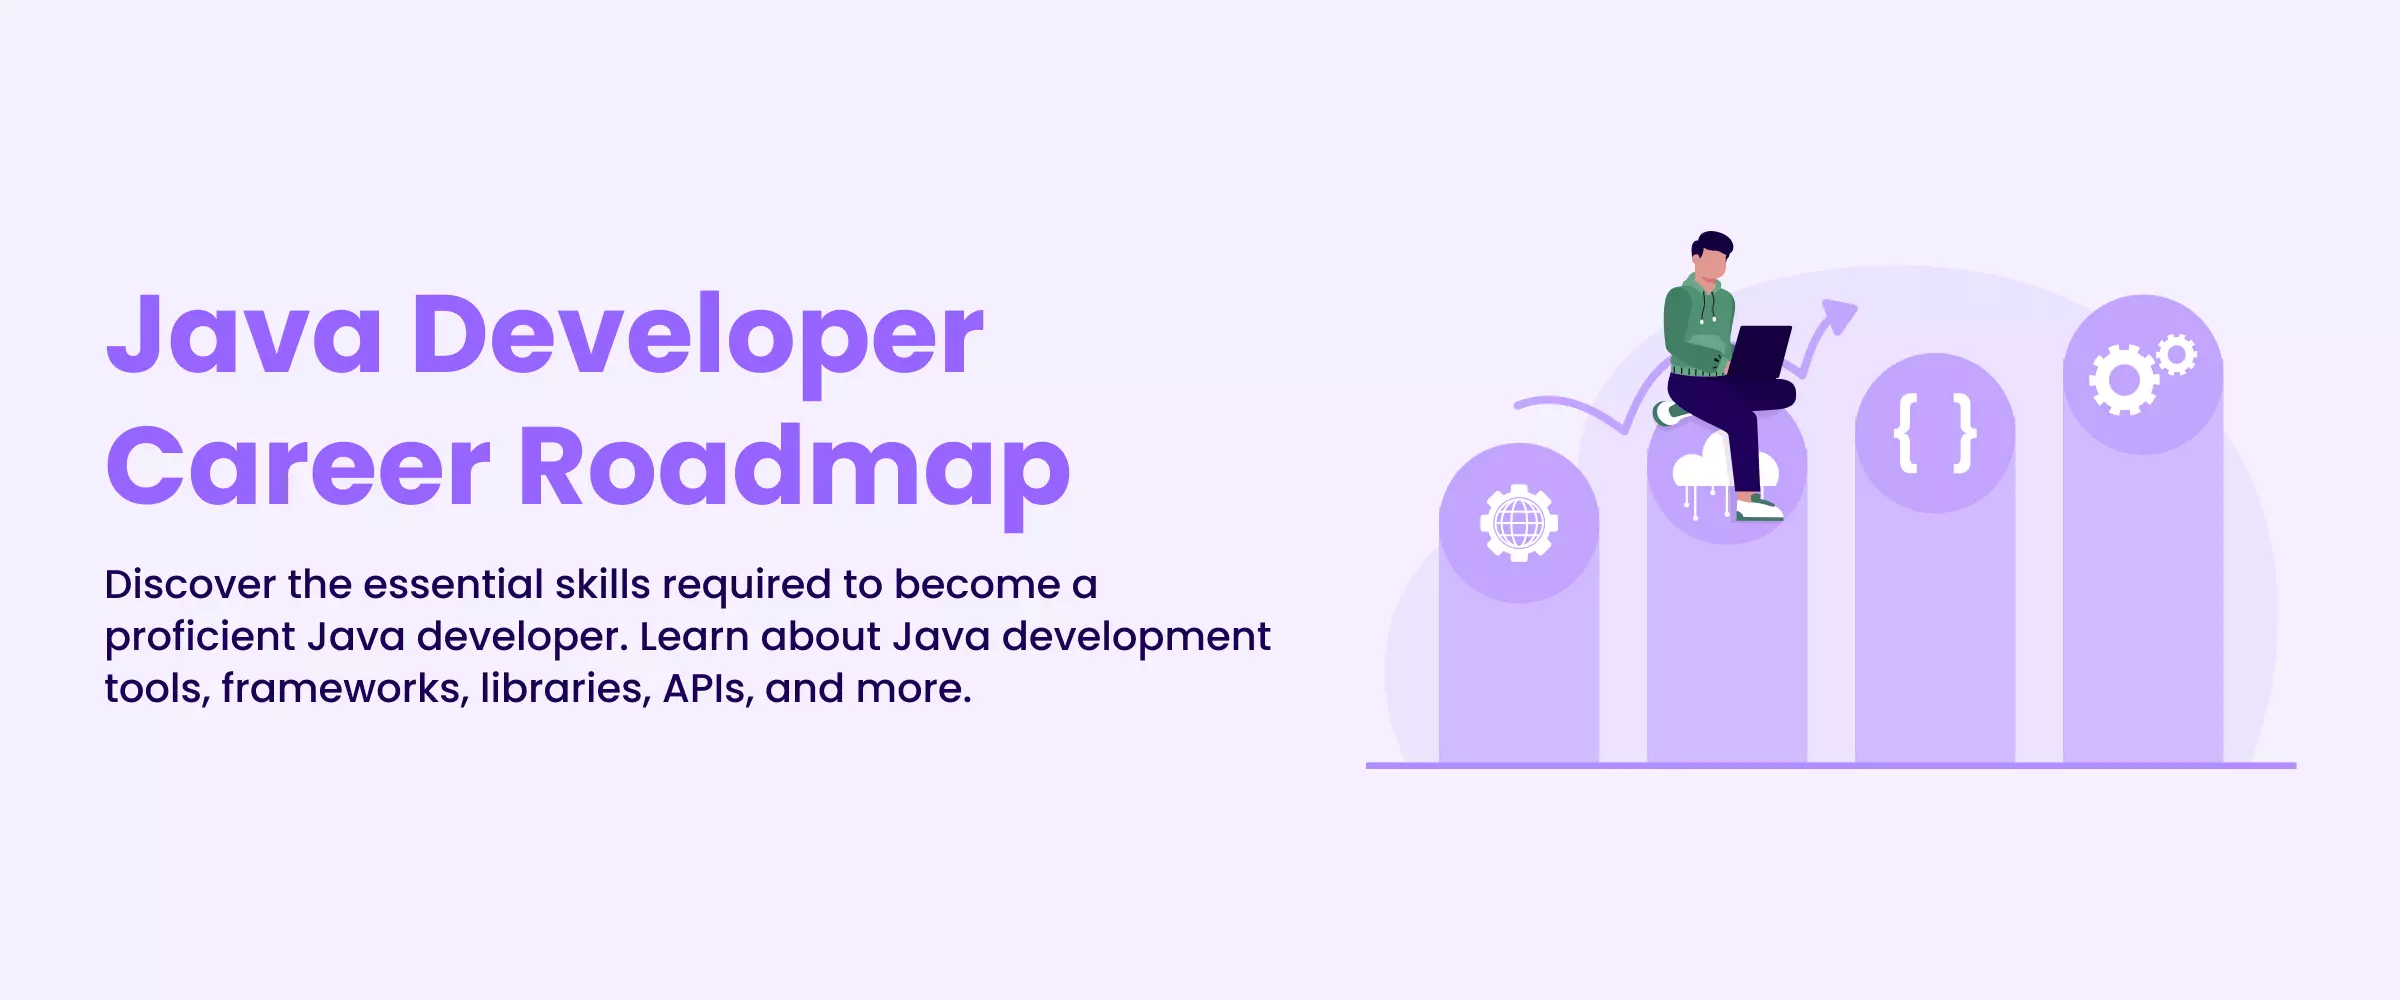 Java Developer
Career Roadmap
Discover the essential skills required to become a
proficient Java developer. Learn about Java development
tools, frameworks, libraries, APIs, and more.
{ }